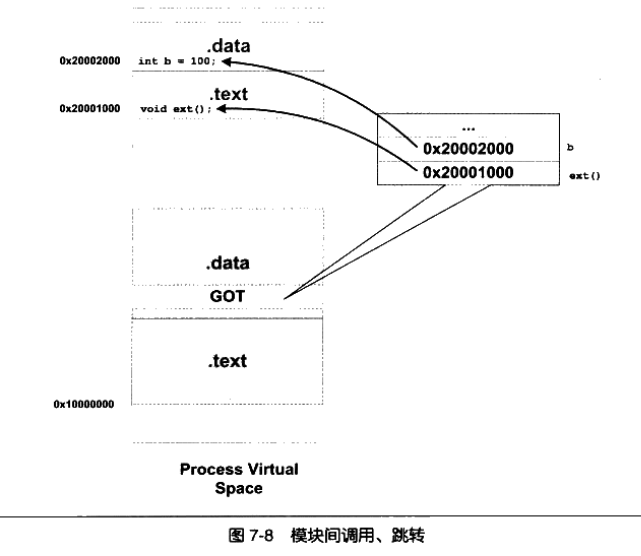 .data
0x20002000 int b = 100;
.text
0x20001000 void ext();
...
0x20002000 b
0x20001000 ext()
.data
GOT
.text
0x10000000
Process Virtual
Space
图 7-8 模块间调用、跳转